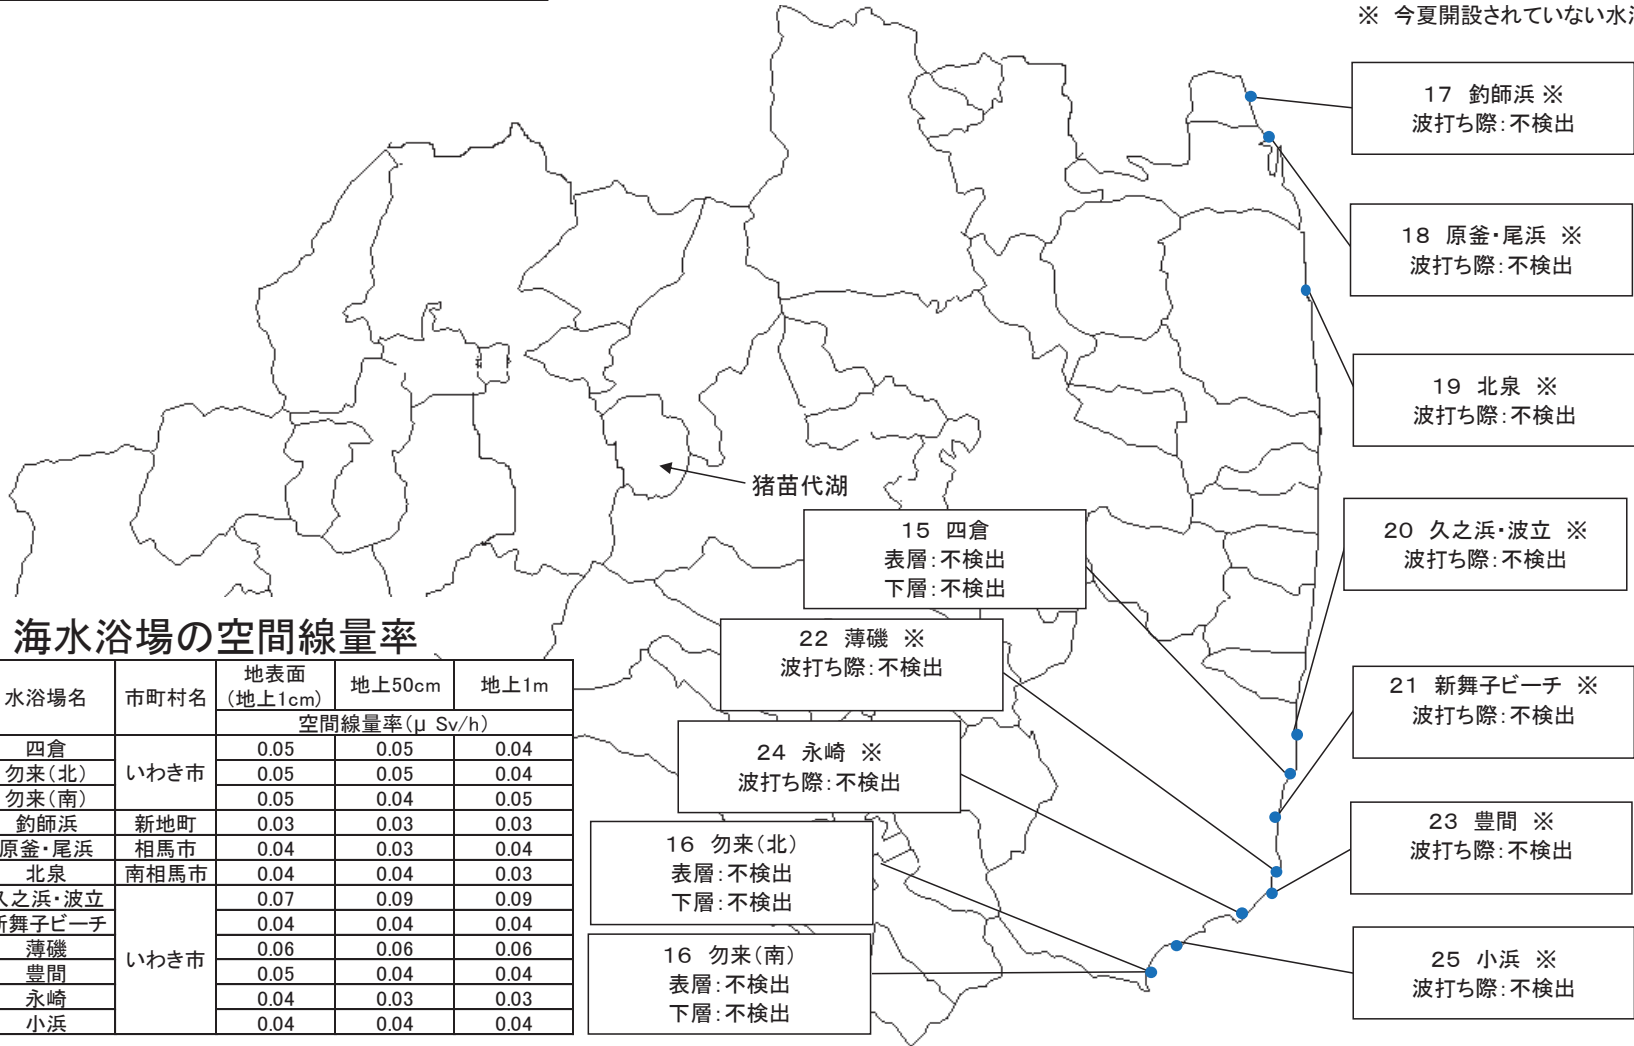 ※ 今夏開設されていない水
17 釣師浜 ※
波打ち際:不検出
18 原釜・尾浜 ※
波打ち際:不検出
19 北泉 ※
波打ち際:不検出
猪苗代湖
15 四倉
表層:不検出
下層:不検出
20 久之浜・波立 ※
波打ち際:不検出
22 薄磯 ※
波打ち際:不検出
21 新舞子ビーチ ※
波打ち際:不検出
24 永崎 ※
波打ち際:不検出
23 豊間 ※
波打ち際:不検出
16 勿来(北)
表層:不検出
下層:不検出
16 勿来(南)
表層:不検出
下層:不検出
25 小浜 ※
波打ち際:不検出
海水浴場の空間線量率
水浴場名 市町村名 地表面 (地上1cm) 地上50cm 地上1m
空間線量率(μ Sv/h)
四倉 いわき市 0.05 0.05 0.04
勿来(北) 0.05 0.05 0.04
勿来(南) 0.05 0.04 0.05
釣師浜 新地町 0.03 0.03 0.03
原釜・尾浜 相馬市 0.04 0.03 0.04
北泉 南相馬市 0.04 0.04 0.03
久之浜・波立 いわき市 0.07 0.09 0.09
新舞子ビーチ 0.04 0.04 0.04
薄磯 0.06 0.06 0.06
豊間 0.05 0.04 0.04
永崎 0.04 0.03 0.03
小浜 0.04 0.04 0.04